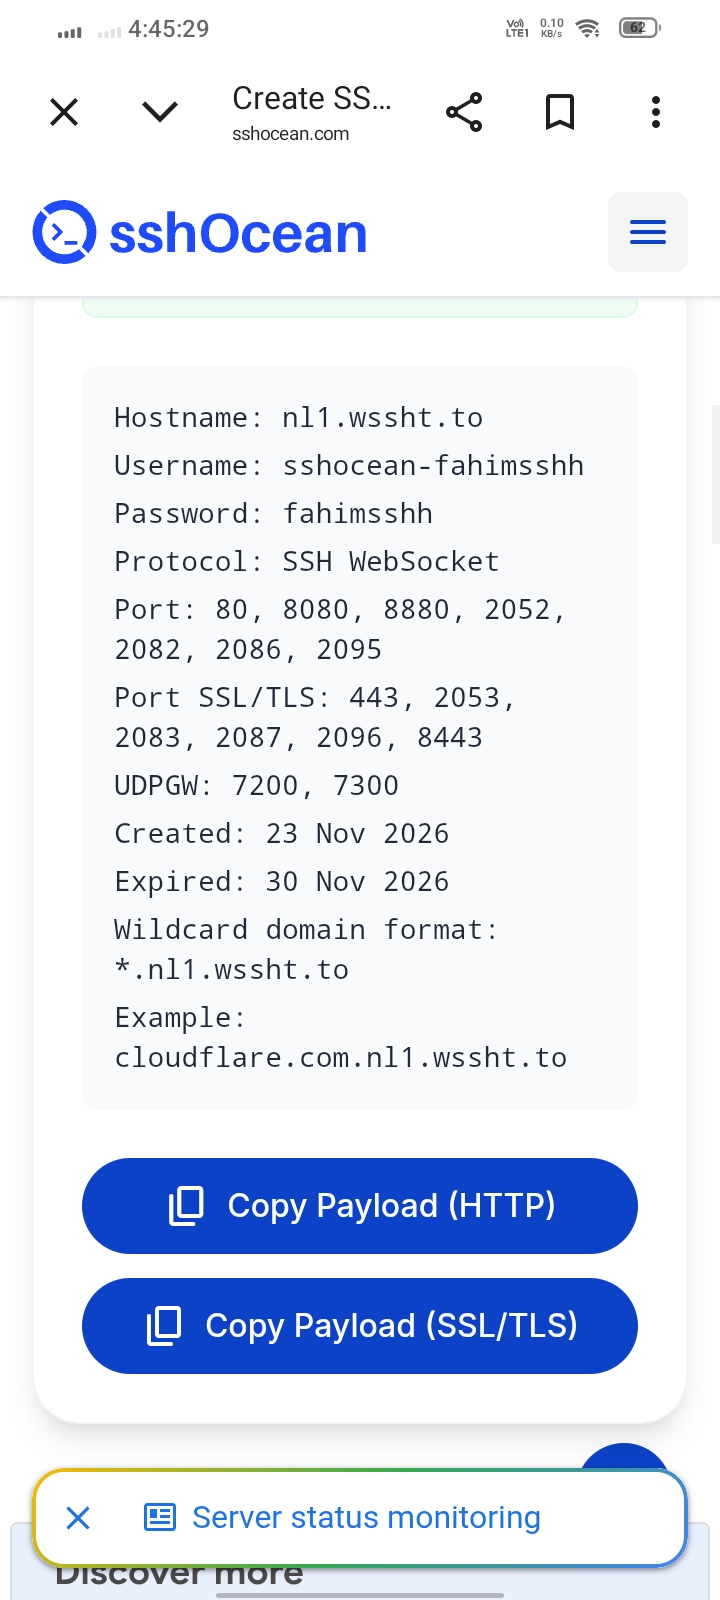 4:45:29
Vo)) LTE1
0.10 KB/s
62
Create SS...
sshocean.com
sshOcean
Hostname: nl1.wssht.to
Username: sshocean-fahimsshh
Password: fahimsshh
Protocol: SSH WebSocket
Port: 80, 8080, 8880, 2052,
2082, 2086, 2095
Port SSL/TLS: 443, 2053,
2083, 2087, 2096, 8443
UDPGW: 7200, 7300
Created: 23 Nov 2026
Expired: 30 Nov 2026
Wildcard domain format:
*.nl1.wssht.to
Example:
cloudflare.com.nl1.wssht.to
Copy Payload (HTTP)
Copy Payload (SSL/TLS)
Server status monitoring
Discover more